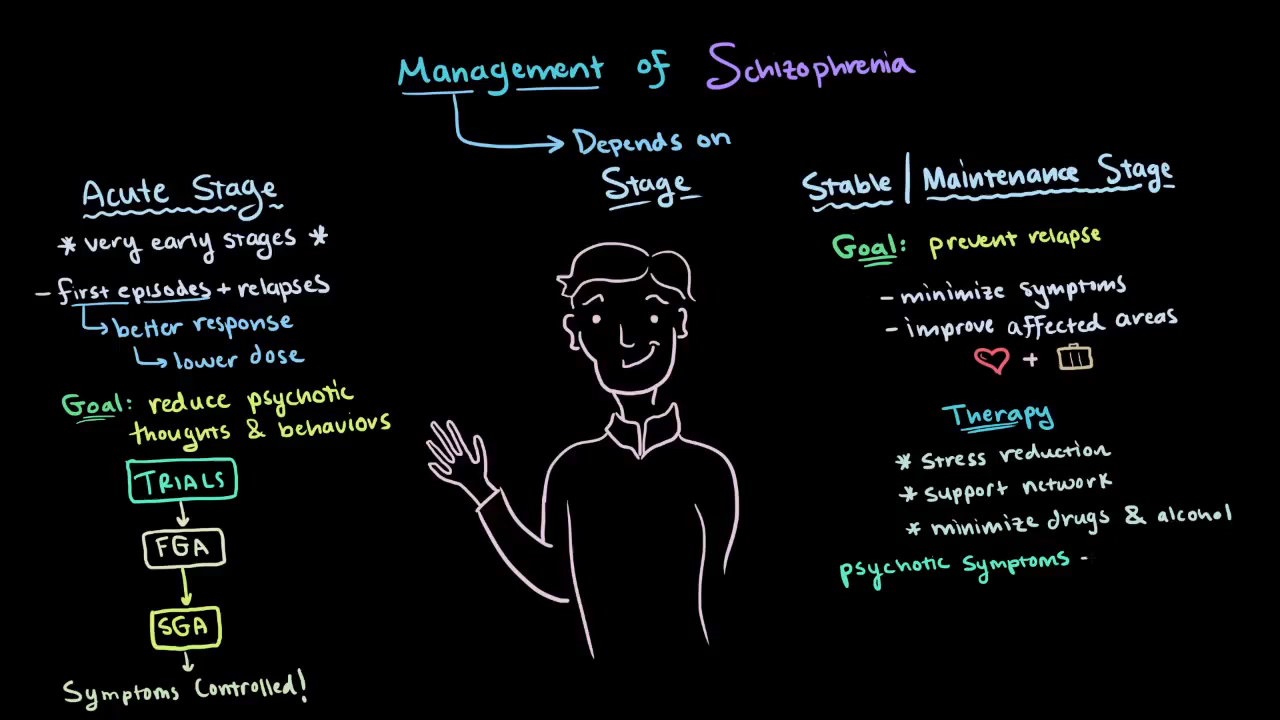 Management of Schizophrenia
Depends on
Stage
Acute Stage
* very early stages *
- first episodes + relapses
better response
lower dose
Goal: reduce psychotic
thoughts & behaviors
TRIALS
FGA
SGA
Symptoms Controlled!
Stable | Maintenance Stage
Goal: prevent relapse
- minimize symptoms
- improve affected areas
+
Therapy
* stress reduction
* support network
* minimize drugs & alcohol
psychotic symptoms -